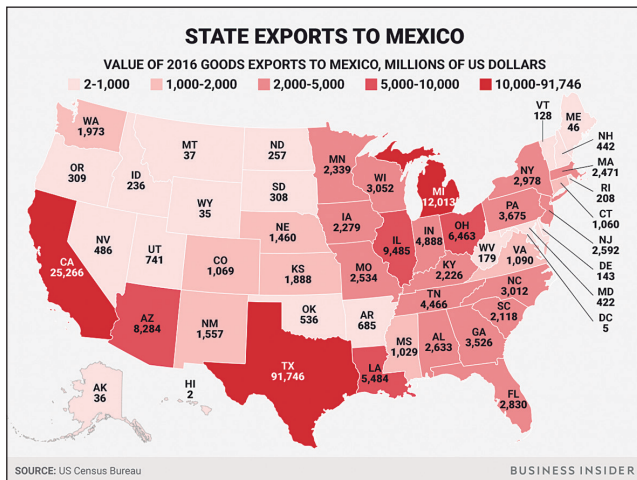 STATE EXPORTS TO MEXICO
VALUE OF 2016 GOODS EXPORTS TO MEXICO, MILLIONS OF US DOLLARS
2-1,000 1,000-2,000 2,000-5,000 5,000-10,000 10,000-91,746
WA
1,973
OR
309
ID
236
MT
37
ND
257
SD
308
WY
35
MN
2,339
WI
3,052
MI
12,013
VT
128
ME
46
NH
442
MA
2,471
RI
208
CT
1,060
NJ
2,592
DE
143
MD
422
DC
5
NY
2,978
PA
3,675
CA
25,266
NV
486
UT
741
CO
1,069
NE
1,460
KS
1,888
IA
2,279
MO
2,534
IL
9,485
IN
4,888
OH
6,463
WV
179
VA
1,090
KY
2,226
TN
4,466
NC
3,012
SC
2,118
AZ
8,284
NM
1,557
OK
536
AR
685
TX
91,746
LA
5,484
MS
1,029
AL
2,633
GA
3,526
FL
2,830
AK
36
HI
2
SOURCE: US Census Bureau
BUSINESS INSIDER